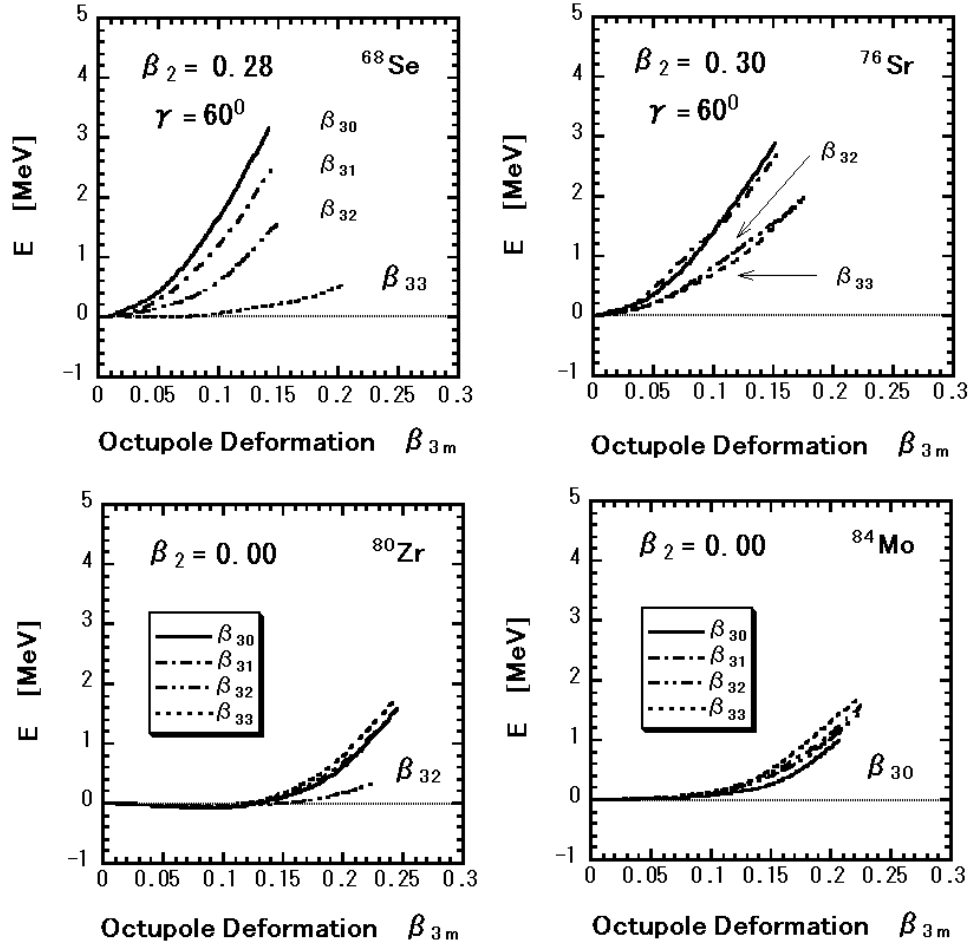 5
4
3
2
1
0
-1
E [MeV]
β₂ = 0.28
⁶⁸Se
γ = 60⁰
β₃₀
β₃₁
β₃₂
β₃₃
0 0.05 0.1 0.15 0.2 0.25 0.3
Octupole Deformation β₃ₘ
5
4
3
2
1
0
-1
E [MeV]
β₂ = 0.30
⁷⁶Sr
γ = 60⁰
β₃₂
β₃₃
0 0.05 0.1 0.15 0.2 0.25 0.3
Octupole Deformation β₃ₘ
5
4
3
2
1
0
-1
E [MeV]
β₂ = 0.00
⁸⁰Zr
β₃₀
β₃₁
β₃₂
β₃₃
β₃₂
0 0.05 0.1 0.15 0.2 0.25 0.3
Octupole Deformation β₃ₘ
5
4
3
2
1
0
-1
E [MeV]
β₂ = 0.00
⁸⁴Mo
β₃₀
β₃₁
β₃₂
β₃₃
β₃₀
0 0.05 0.1 0.15 0.2 0.25 0.3
Octupole Deformation β₃ₘ